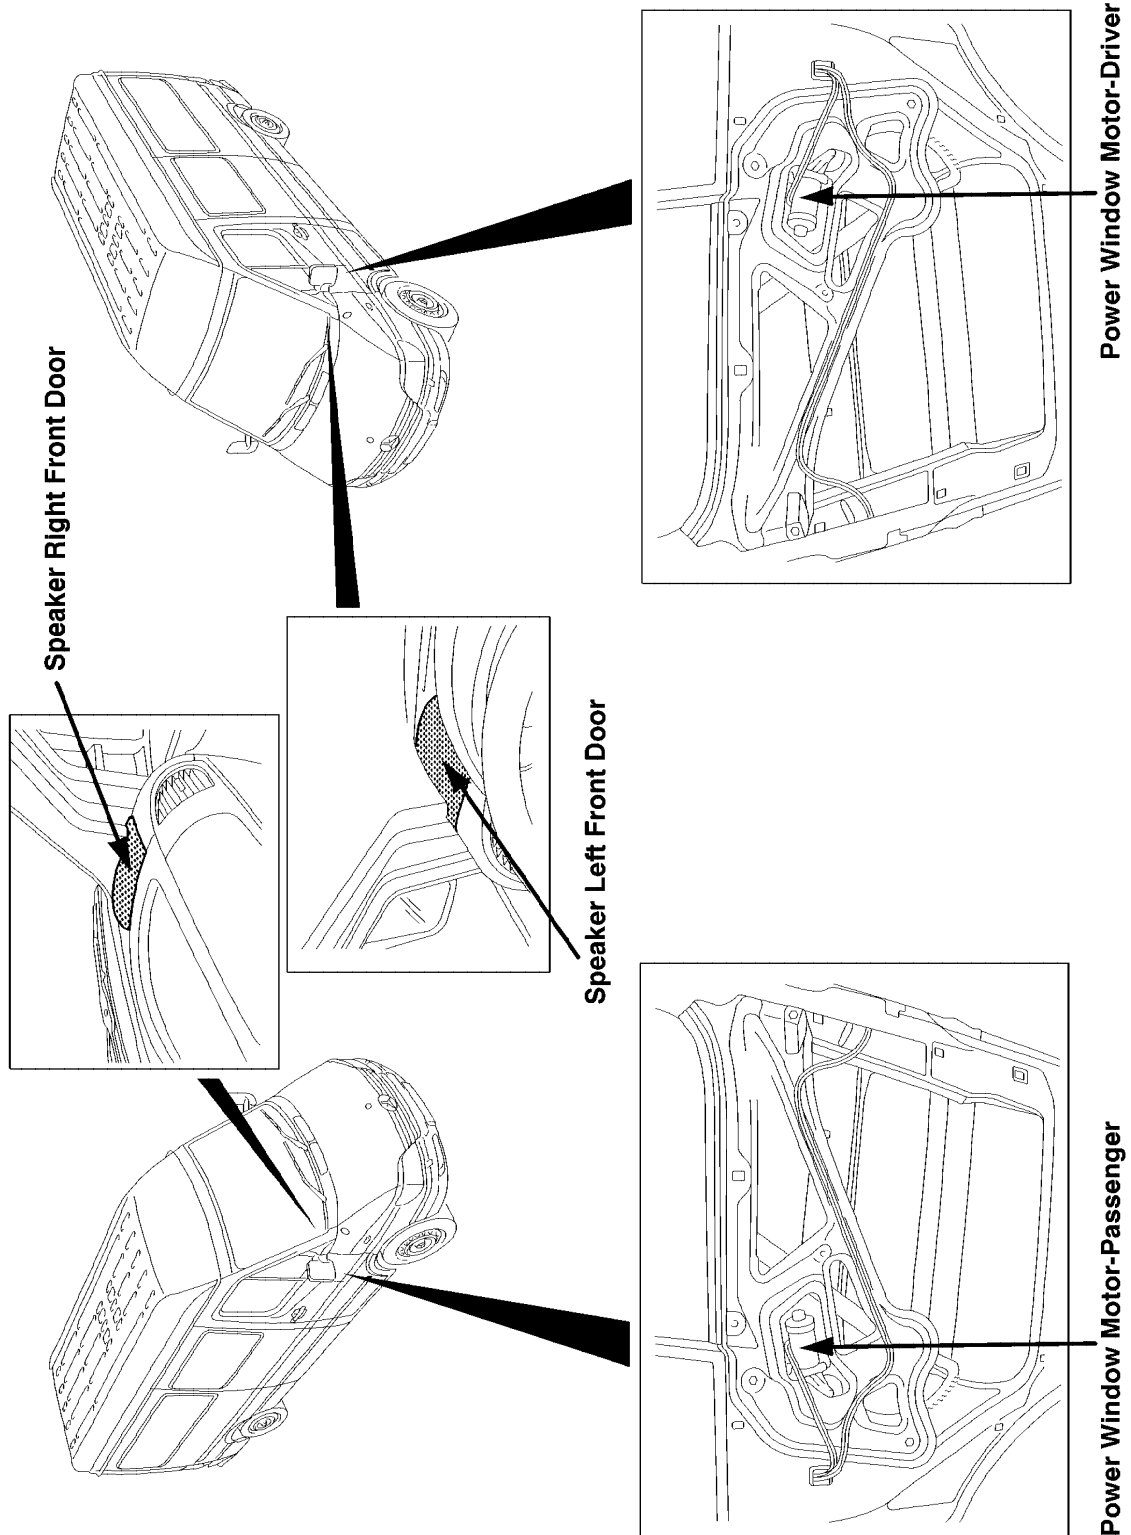 Speaker Right Front Door
Speaker Left Front Door
Power Window Motor-Driver
Power Window Motor-Passenger